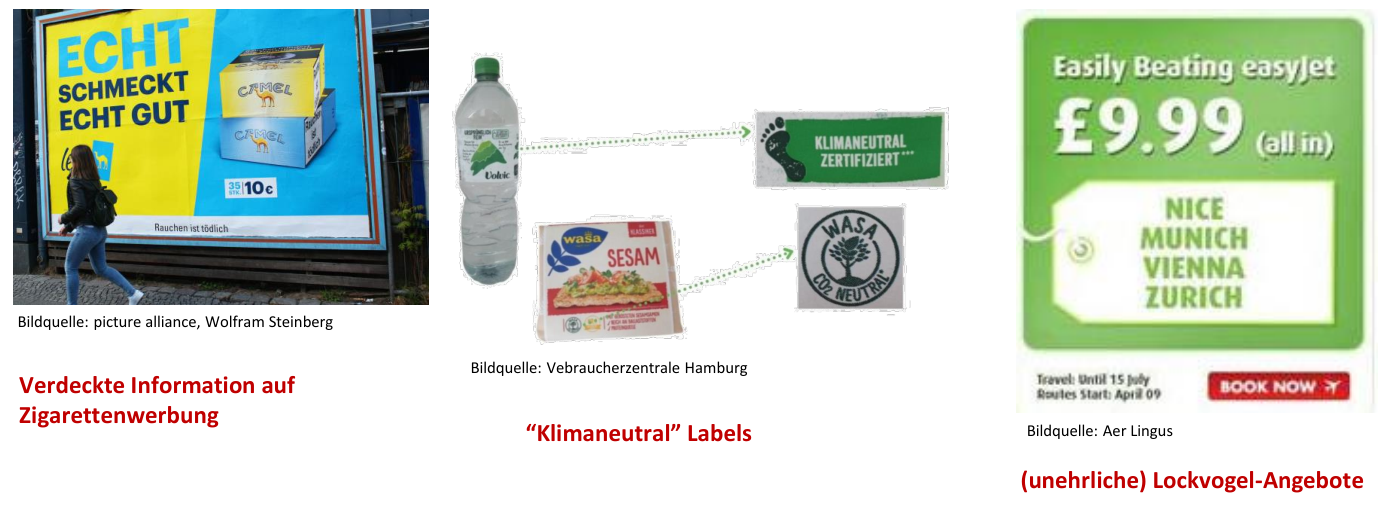 ECHT
SCHMECKT
ECHT GUT
CAMEL
CAMEL
35 STK. 10€
Rauchen ist tödlich
Bildquelle: picture alliance, Wolfram Steinberg
Verdeckte Information auf
Zigarettenwerbung
Volvic
KLIMANEUTRAL
ZERTIFIZIERT***
wasa
SESAM
WASA
CO2 NEUTRAL*
Bildquelle: Vebraucherzentrale Hamburg
“Klimaneutral” Labels
Easily Beating easyJet
£9.99 (all in)
NICE
MUNICH
VIENNA
ZURICH
Travel: Until 15 July
Routes Start: April 09
BOOK NOW
Bildquelle: Aer Lingus
(unehrliche) Lockvogel-Angebote